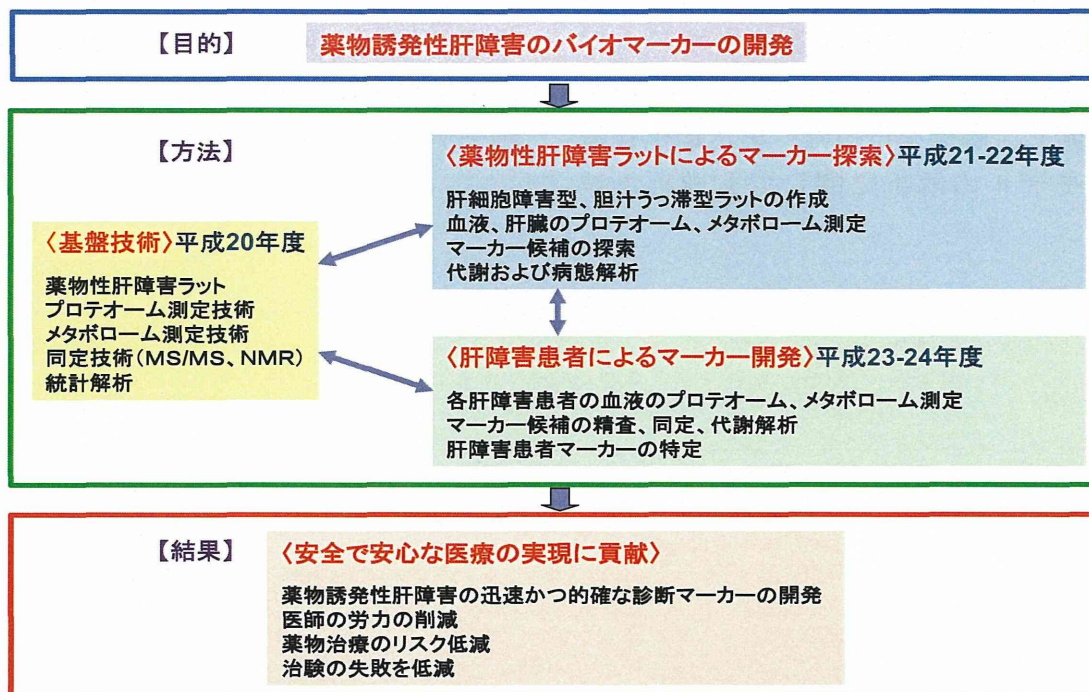 【目的】 薬物誘発性肝障害のバイオマーカーの開発
【方法】
〈基盤技術〉平成20年度
薬物性肝障害ラット
プロテオーム測定技術
メタボローム測定技術
同定技術(MS/MS、NMR)
統計解析
〈薬物性肝障害ラットによるマーカー探索〉平成21-22年度
肝細胞障害型、胆汁うっ滞型ラットの作成
血液、肝臓のプロテオーム、メタボローム測定
マーカー候補の探索
代謝および病態解析
〈肝障害患者によるマーカー開発〉平成23-24年度
各肝障害患者の血液のプロテオーム、メタボローム測定
マーカー候補の精査、同定、代謝解析
肝障害患者マーカーの特定
【結果】 〈安全で安心な医療の実現に貢献〉
薬物誘発性肝障害の迅速かつ的確な診断マーカーの開発
医師の労力の削減
薬物治療のリスク低減
治験の失敗を低減